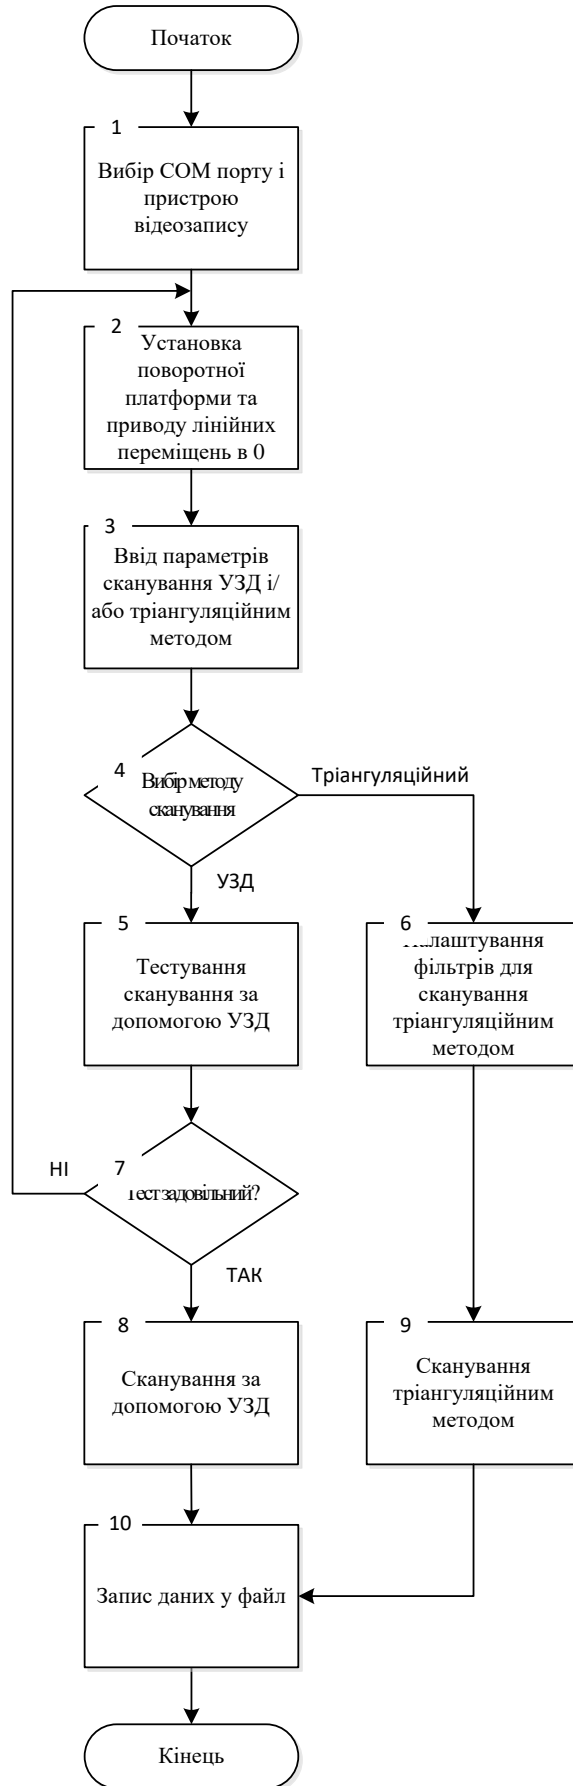 Початок
1
Вибір COM порту і
пристрою
відеозапису
2
Установка
поворотної
платформи та
приводу лінійних
переміщень в 0
3
Ввід параметрів
сканування УЗД і/
або тріангуляційним
методом
4
Вибір методу
сканування
Тріангуляційний
УЗД
5
Тестування
сканування за
допомогою УЗД
6
Налаштування
фільтрів для
сканування
тріангуляційним
методом
7
Тест задовільний?
НІ
ТАК
8
Сканування за
допомогою УЗД
9
Сканування
тріангуляційним
методом
10
Запис даних у файл
Кінець